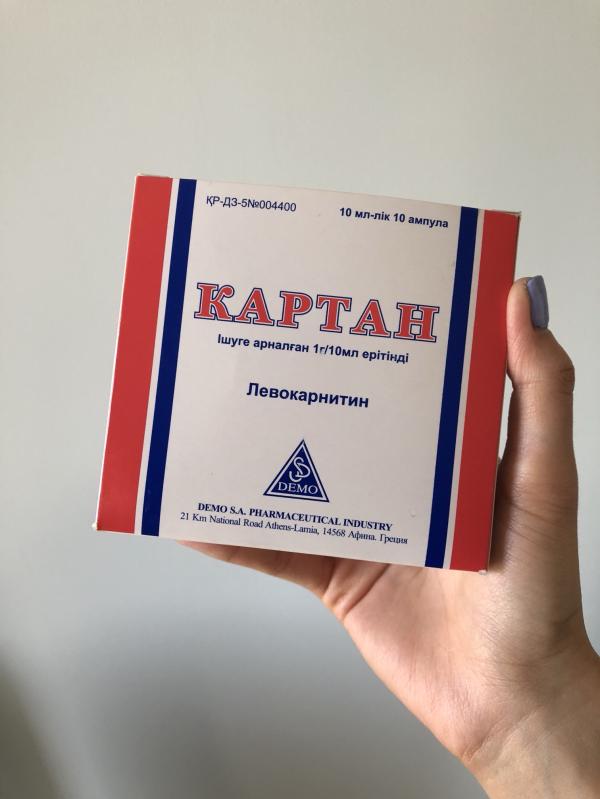 ҚР-ДЗ-5№004400
10 мл-лік 10 ампула
КАРТАН
Ішуге арналған 1г/10мл ерітінді
Левокарнитин
DEMO
DEMO S.A. PHARMACEUTICAL INDUSTRY
21 Km National Road Athens-Lamia, 14568 Афина. Греция